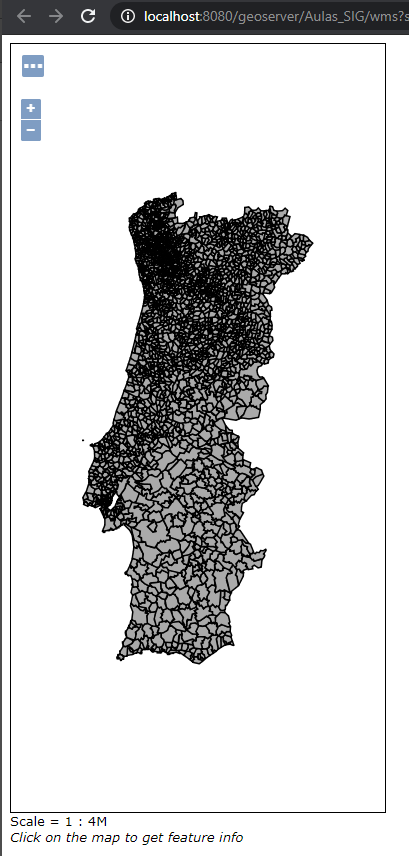 localhost:8080/geoserver/Aulas_SIG/wms?s
+
−
Scale = 1 : 4M
Click on the map to get feature info